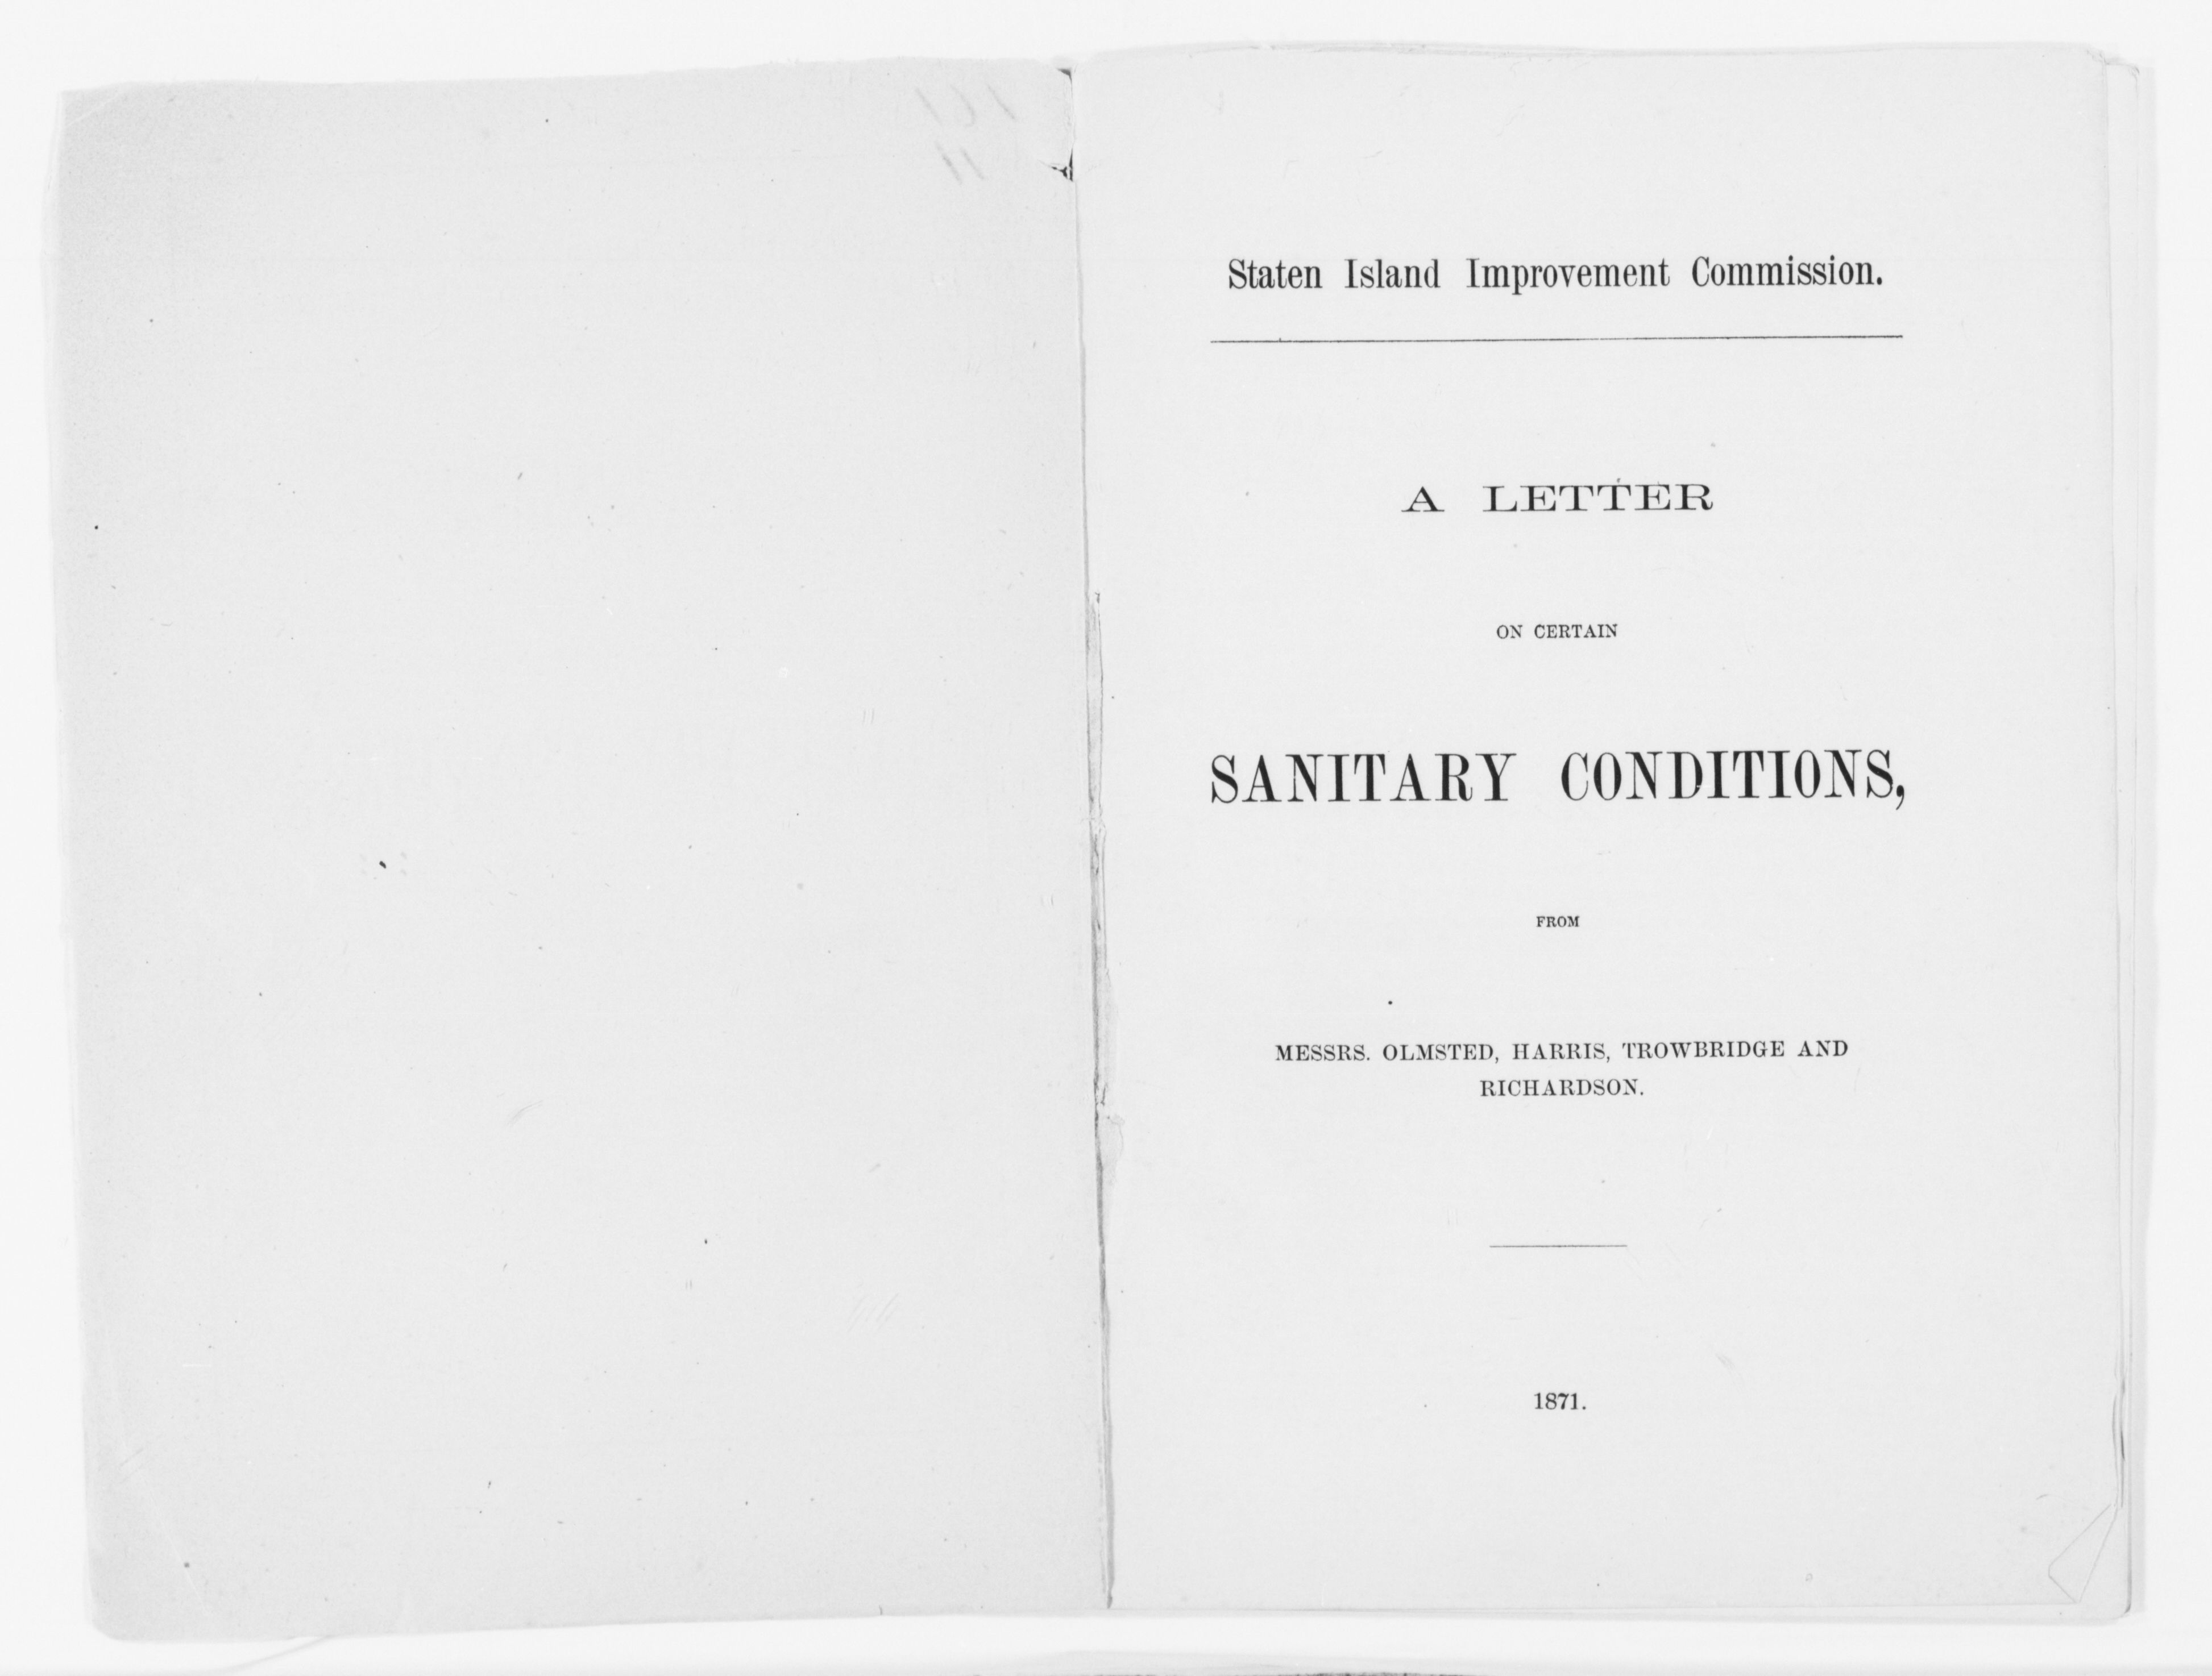 Staten Island Improvement Commission.
A LETTER
ON CERTAIN
SANITARY CONDITIONS,
FROM
MESSRS. OLMSTED, HARRIS, TROWBRIDGE AND
RICHARDSON.
1871.